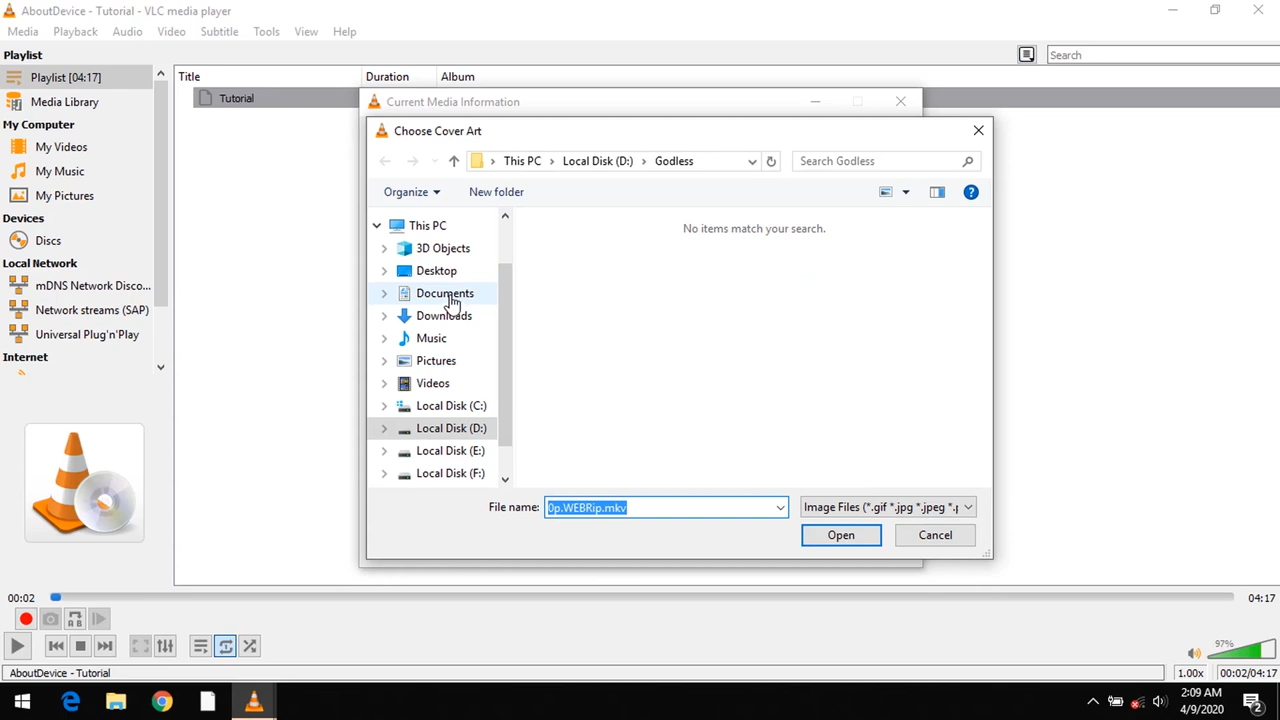 AboutDevice - Tutorial - VLC media player
Media Playback Audio Video Subtitle Tools View Help
Playlist
Search
Playlist [04:17]
Title Duration Album
Media Library
Tutorial
My Computer
My Videos
My Music
My Pictures
Devices
Discs
Local Network
mDNS Network Disco...
Network streams (SAP)
Universal Plug'n'Play
Internet
Current Media Information
Choose Cover Art
This PC > Local Disk (D:) > Godless
Search Godless
Organize New folder
This PC
3D Objects
Desktop
Documents
Downloads
Music
Pictures
Videos
Local Disk (C:)
Local Disk (D:)
Local Disk (E:)
Local Disk (F:)
No items match your search.
File name: 0p.WEBRip.mkv
Image Files (*.gif *.jpg *.jpeg *.p
Open Cancel
00:02 04:17
97%
AboutDevice - Tutorial
1.00x 00:02/04:17
2:09 AM
4/9/2020
2